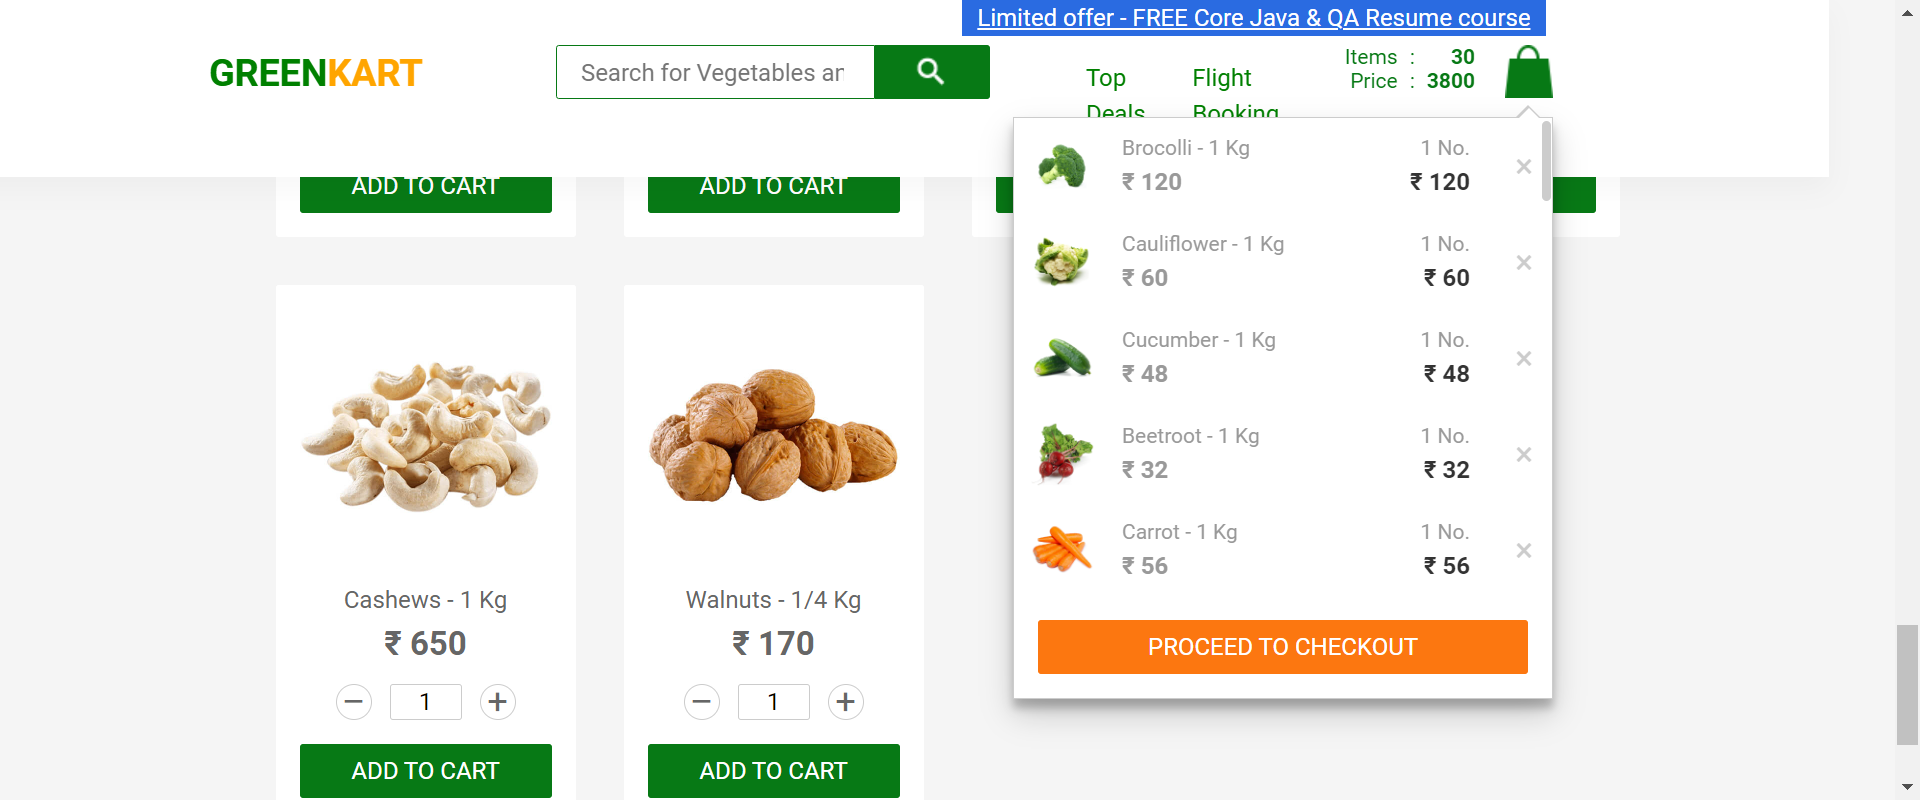 Limited offer - FREE Core Java & QA Resume course
GREENKART
Search for Vegetables an
Top
Deals
Flight
Booking
Items : 30
Price : 3800
ADD TO CART
ADD TO CART
Brocolli - 1 Kg 1 No.
₹ 120 ₹ 120
×
Cauliflower - 1 Kg 1 No.
₹ 60 ₹ 60
×
Cucumber - 1 Kg 1 No.
₹ 48 ₹ 48
×
Beetroot - 1 Kg 1 No.
₹ 32 ₹ 32
×
Carrot - 1 Kg 1 No.
₹ 56 ₹ 56
×
PROCEED TO CHECKOUT
Cashews - 1 Kg
₹ 650
− 1 +
ADD TO CART
Walnuts - 1/4 Kg
₹ 170
− 1 +
ADD TO CART